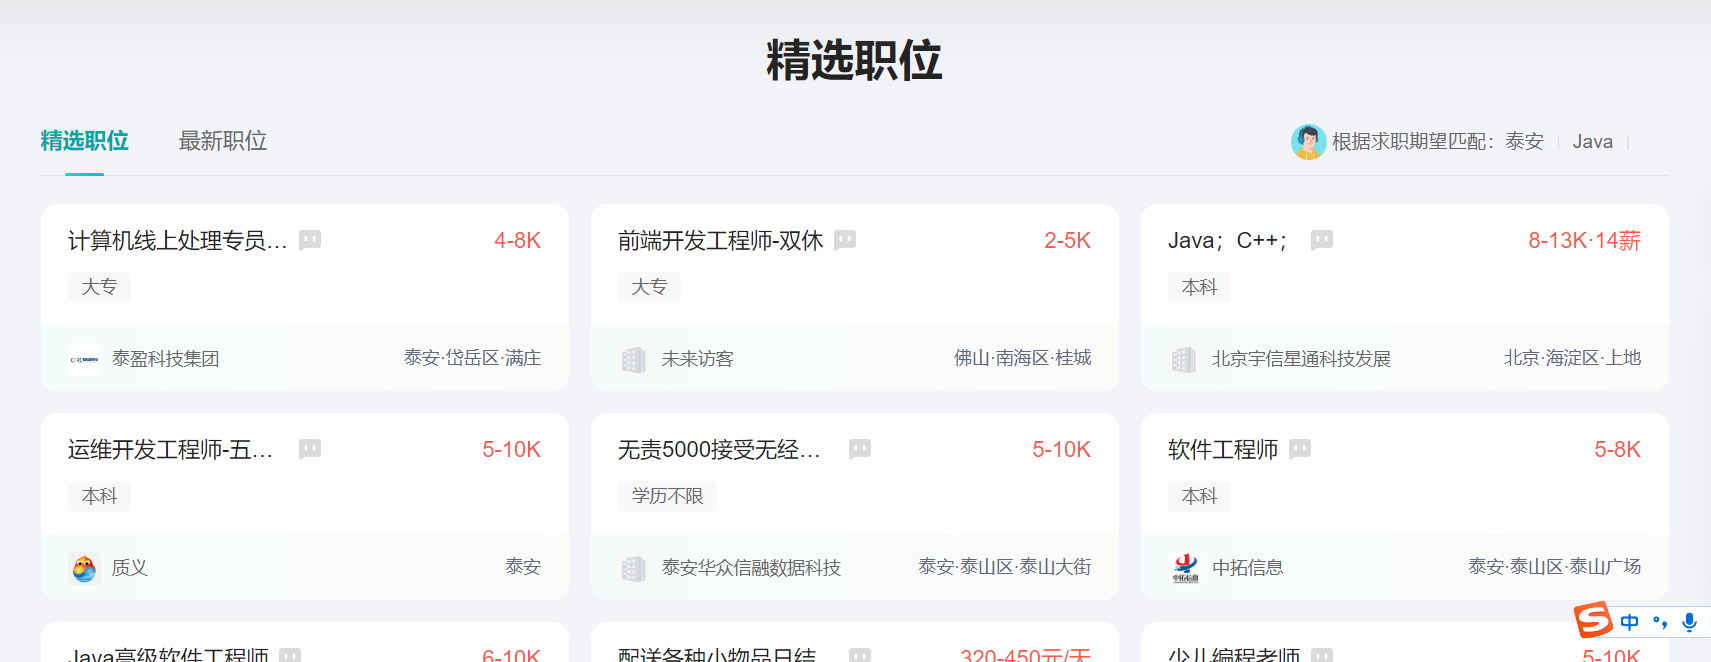 精选职位
精选职位 最新职位 根据求职期望匹配：泰安 Java
计算机线上处理专员... 4-8K
大专
泰盈科技集团 泰安·岱岳区·满庄
前端开发工程师-双休 2-5K
大专
未来访客 佛山·南海区·桂城
Java；C++； 8-13K·14薪
本科
北京宇信星通科技发展 北京·海淀区·上地
运维开发工程师-五... 5-10K
本科
质义 泰安
无责5000接受无经... 5-10K
学历不限
泰安华众信融数据科技 泰安·泰山区·泰山大街
软件工程师 5-8K
本科
中拓信息
中拓信息 泰安·泰山区·泰山广场
Java高级软件工程师 6-10K
配送各种小物品日结 320-450元/天
少儿编程老师 5-10K
中